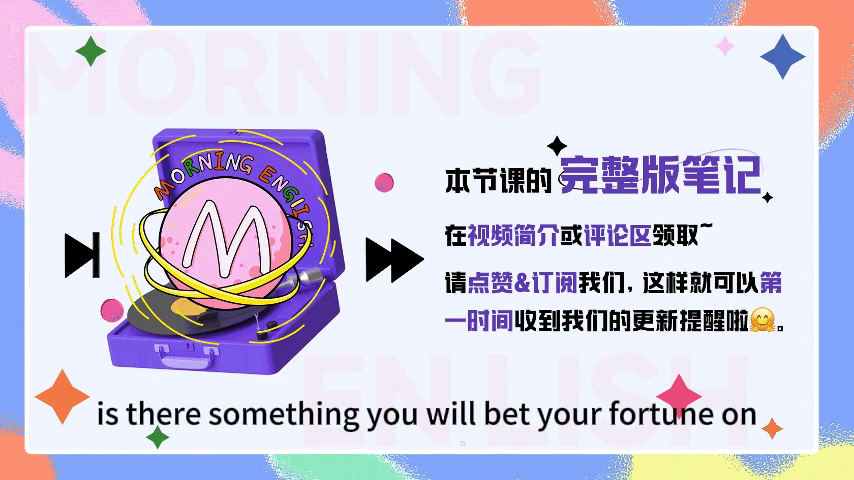 MORNING
MORNING ENGLISH
M
本节课的 完整版笔记
在视频简介或评论区领取~
请点赞&订阅我们，这样就可以第
一时间收到我们的更新提醒啦🤗。
EN LISH
is there something you will bet your fortune on